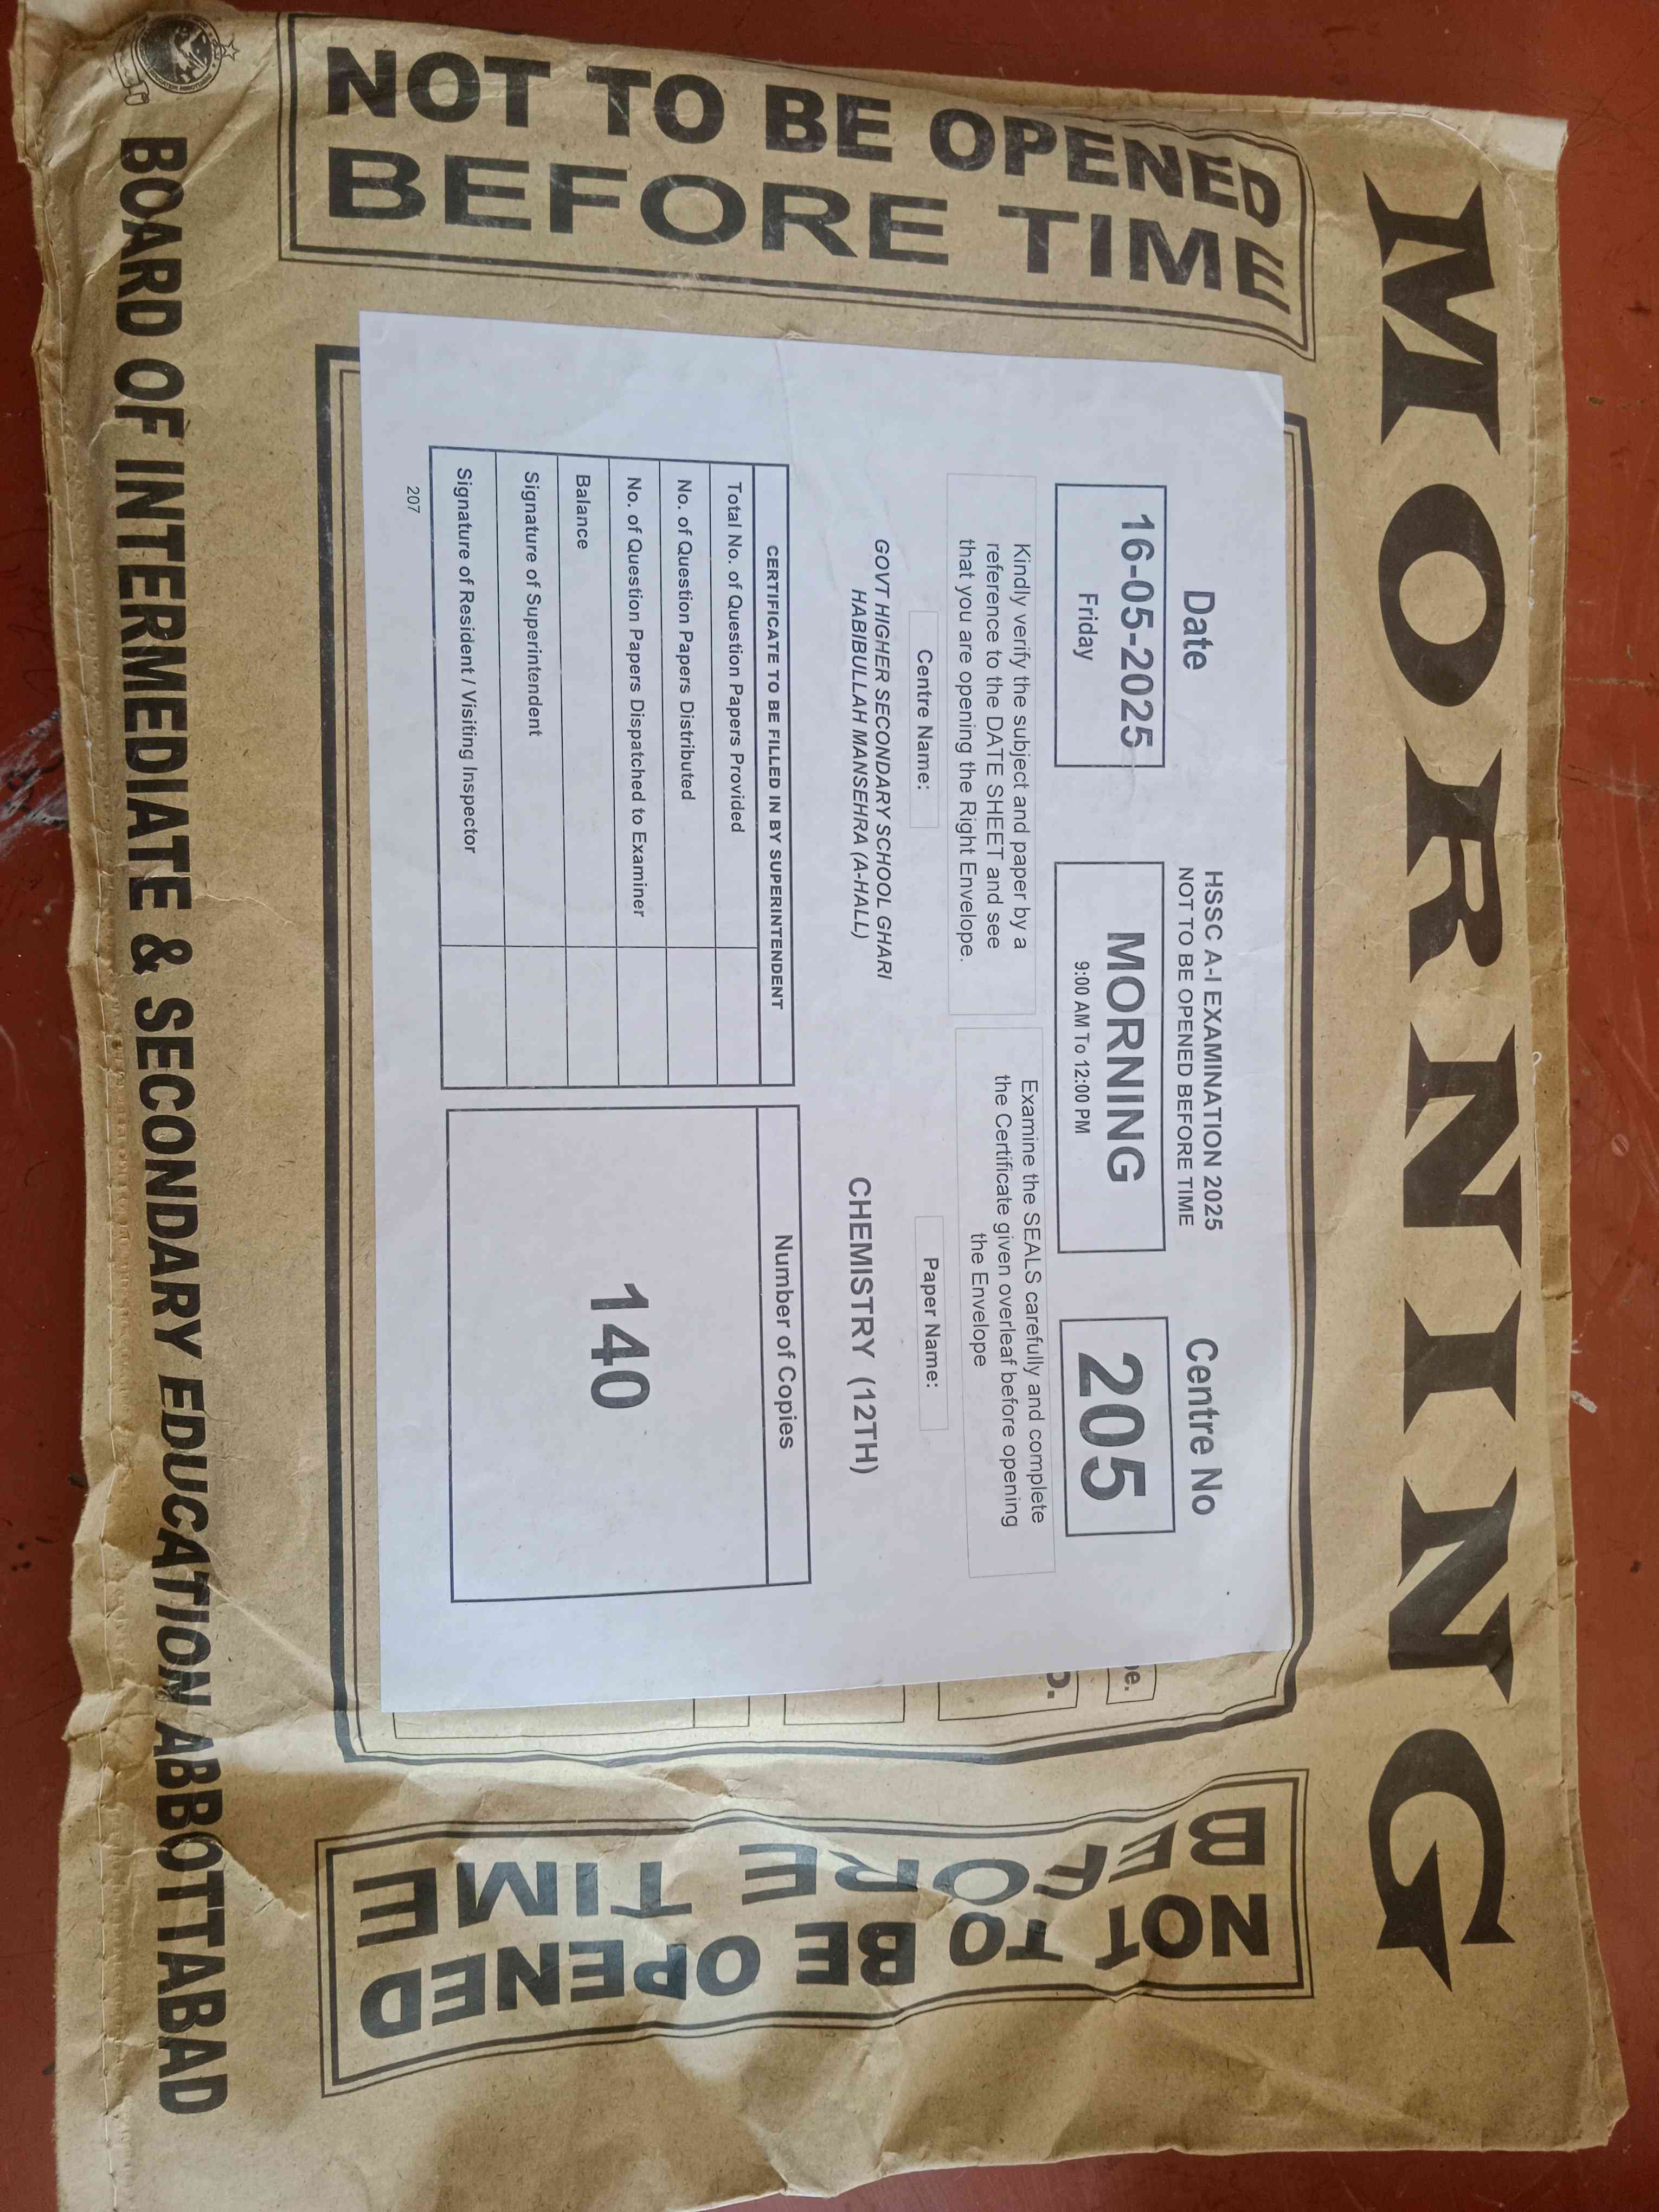 MORNING
NOT TO BE OPENED
BEFORE TIME
Date
HSSC A-I EXAMINATION 2025
NOT TO BE OPENED BEFORE TIME
Centre No
16-05-2025
Friday
MORNING
9:00 AM To 12:00 PM
205
Kindly verify the subject and paper by a
reference to the DATE SHEET and see
that you are opening the Right Envelope.
Examine the SEALS carefully and complete
the Certificate given overleaf before opening
the Envelope
Centre Name:
Paper Name:
GOVT HIGHER SECONDARY SCHOOL GHARI
HABIBULLAH MANSEHRA (A-HALL)
CHEMISTRY (12TH)
CERTIFICATE TO BE FILLED IN BY SUPERINTENDENT
Total No. of Question Papers Provided
No. of Question Papers Distributed
No. of Question Papers Dispatched to Examiner
Balance
Signature of Superintendent
Signature of Resident / Visiting Inspector
Number of Copies
140
207
NOT TO BE OPENED
BEFORE TIME
BOARD OF INTERMEDIATE & SECONDARY EDUCATION ABBOTTABAD